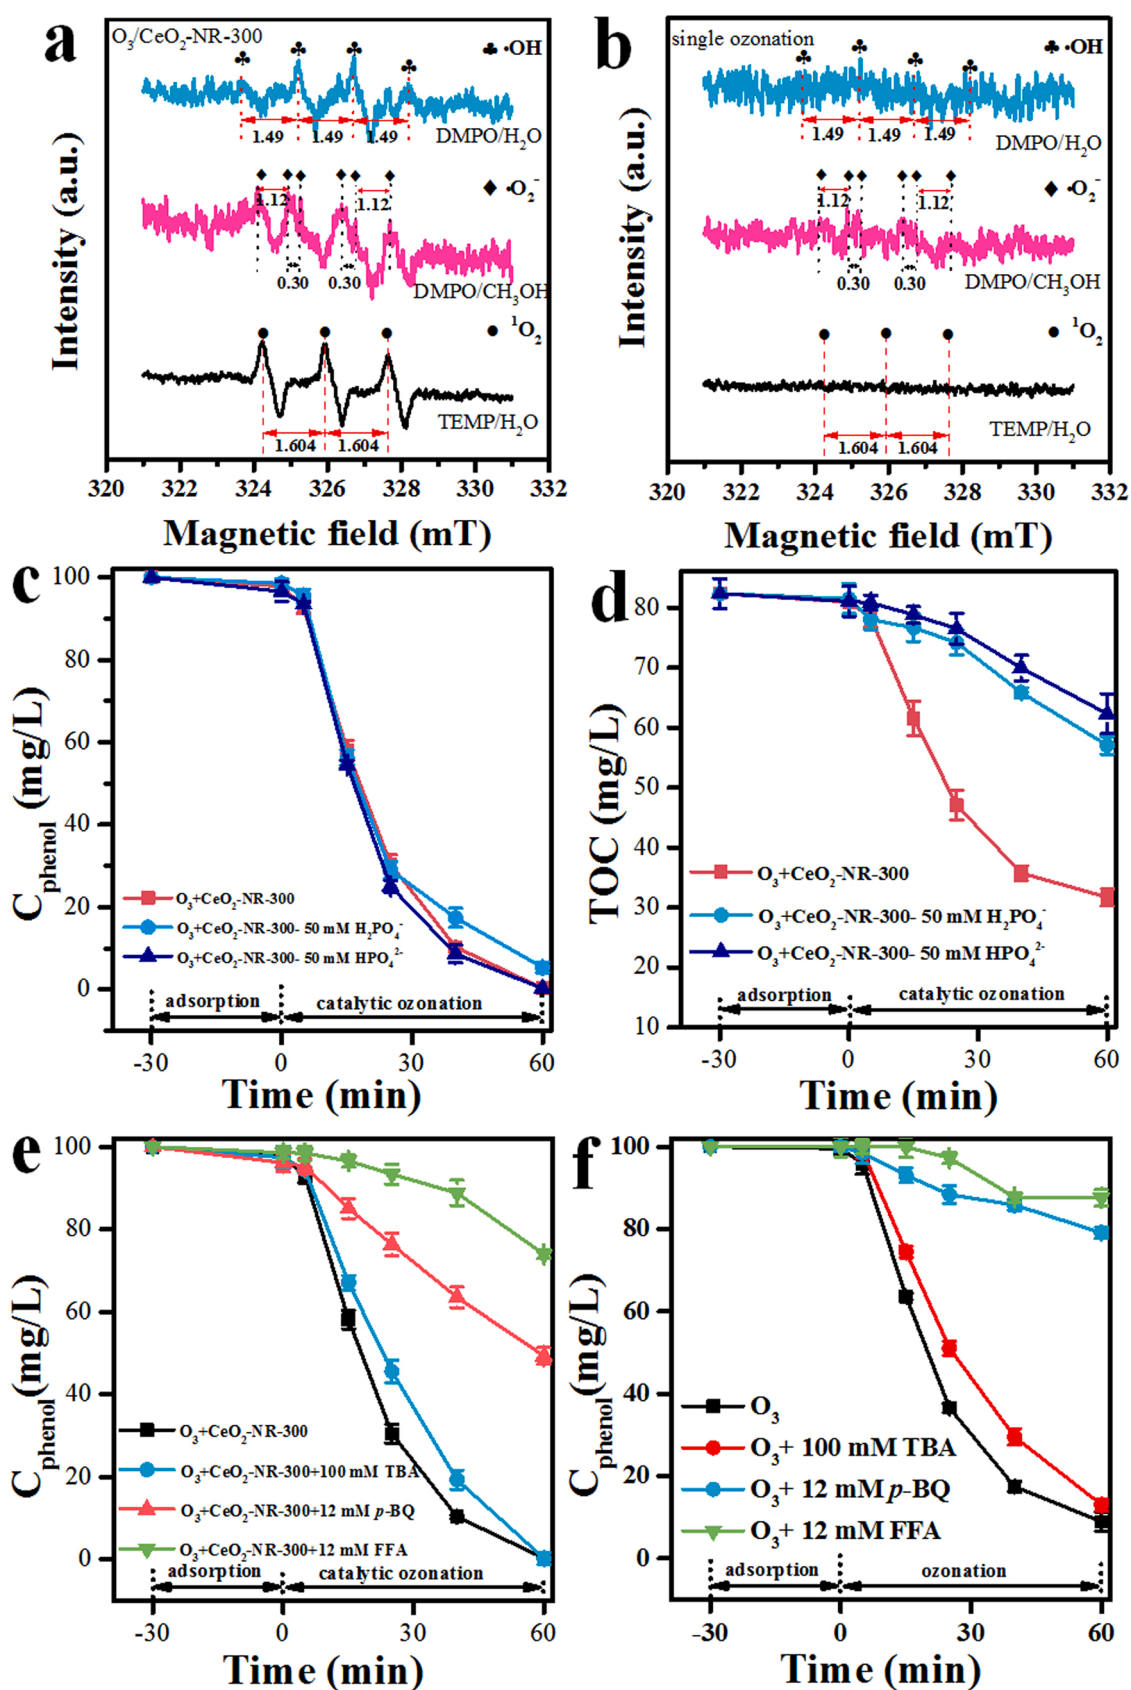 a
O₃/CeO₂-NR-300
♣ •OH
1.49 1.49 1.49
DMPO/H₂O
♦ •O₂⁻
1.12 1.12
0.30 0.30
DMPO/CH₃OH
● ¹O₂
TEMP/H₂O
1.604 1.604
Intensity (a.u.)
320 322 324 326 328 330 332
Magnetic field (mT)
b
single ozonation
♣ •OH
1.49 1.49 1.49
DMPO/H₂O
♦ •O₂⁻
1.12 1.12
0.30 0.30
DMPO/CH₃OH
● ¹O₂
TEMP/H₂O
1.604 1.604
Intensity (a.u.)
320 322 324 326 328 330 332
Magnetic field (mT)
c
100
80
60
40
20
0
C phenol (mg/L)
O₃+CeO₂-NR-300
O₃+CeO₂-NR-300- 50 mM H₂PO₄⁻
O₃+CeO₂-NR-300- 50 mM HPO₄²⁻
adsorption catalytic ozonation
-30 0 30 60
Time (min)
d
80
70
60
50
40
30
20
10
TOC (mg/L)
O₃+CeO₂-NR-300
O₃+CeO₂-NR-300- 50 mM H₂PO₄⁻
O₃+CeO₂-NR-300- 50 mM HPO₄²⁻
adsorption catalytic ozonation
-30 0 30 60
Time (min)
e
100
80
60
40
20
0
C phenol (mg/L)
O₃+CeO₂-NR-300
O₃+CeO₂-NR-300+100 mM TBA
O₃+CeO₂-NR-300+12 mM p-BQ
O₃+CeO₂-NR-300+12 mM FFA
adsorption catalytic ozonation
-30 0 30 60
Time (min)
f
100
80
60
40
20
0
C phenol (mg/L)
O₃
O₃+ 100 mM TBA
O₃+ 12 mM p-BQ
O₃+ 12 mM FFA
adsorption ozonation
-30 0 30 60
Time (min)